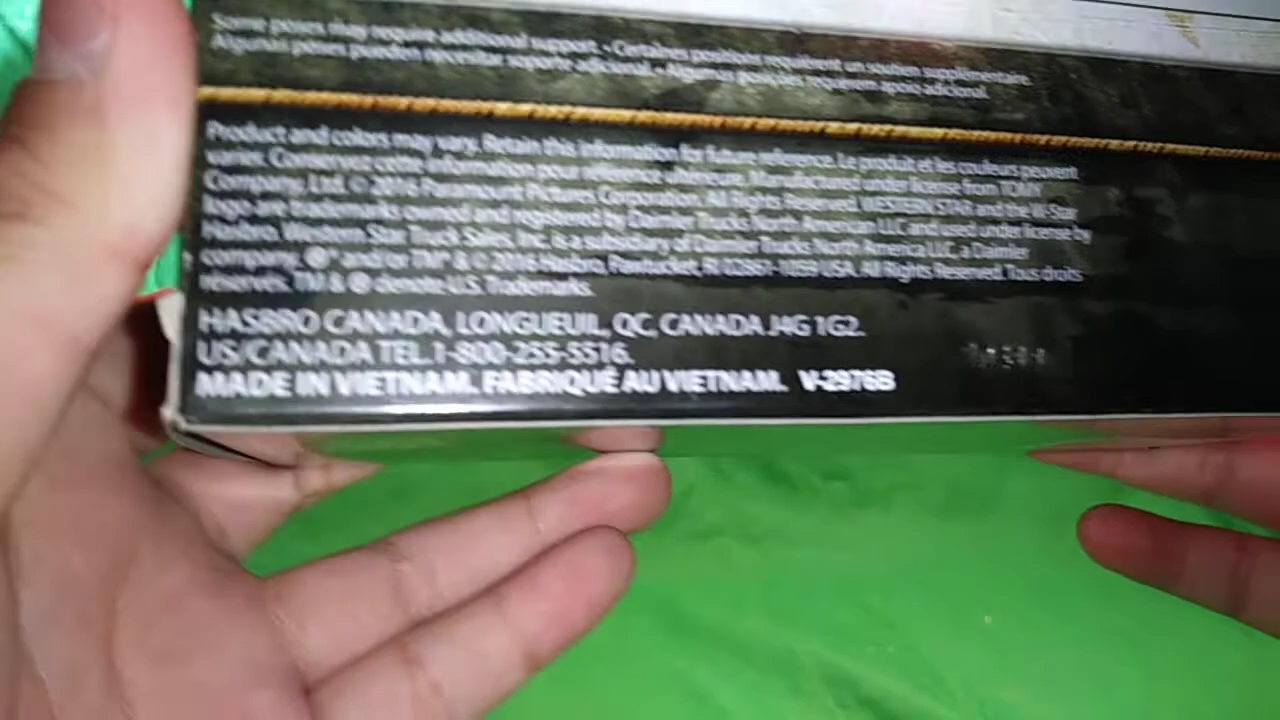 Some poses may require additional support. • Certaines positions requièrent un soutien supplémentaire.
Algunas poses pueden necesitar soporte adicional. • Algumas posições requerem apoio adicional.
Product and colors may vary. Retain this information for future reference. Le produit et les couleurs peuvent
varier. Conserver cette information pour référence ultérieure. Manufactured under license from TOMY
Company, Ltd. © 2016 Paramount Pictures Corporation. All Rights Reserved. WESTERN STAR and the W Star
logo are trademarks owned and registered by Daimler Trucks North American LLC and used under license by
Hasbro. Western Star Truck Sales, Inc. is a subsidiary of Daimler Trucks North America LLC, a Daimler
company. ®* and/or TM* & © 2016 Hasbro, Pawtucket, RI 02861-1059 USA. All Rights Reserved. Tous droits
réservés. TM & ® denote U.S. Trademarks.
HASBRO CANADA, LONGUEUIL, QC, CANADA J4G 1G2.
US/CANADA TEL.1-800-255-5516.
MADE IN VIETNAM. FABRIQUÉ AU VIETNAM. V-2976B